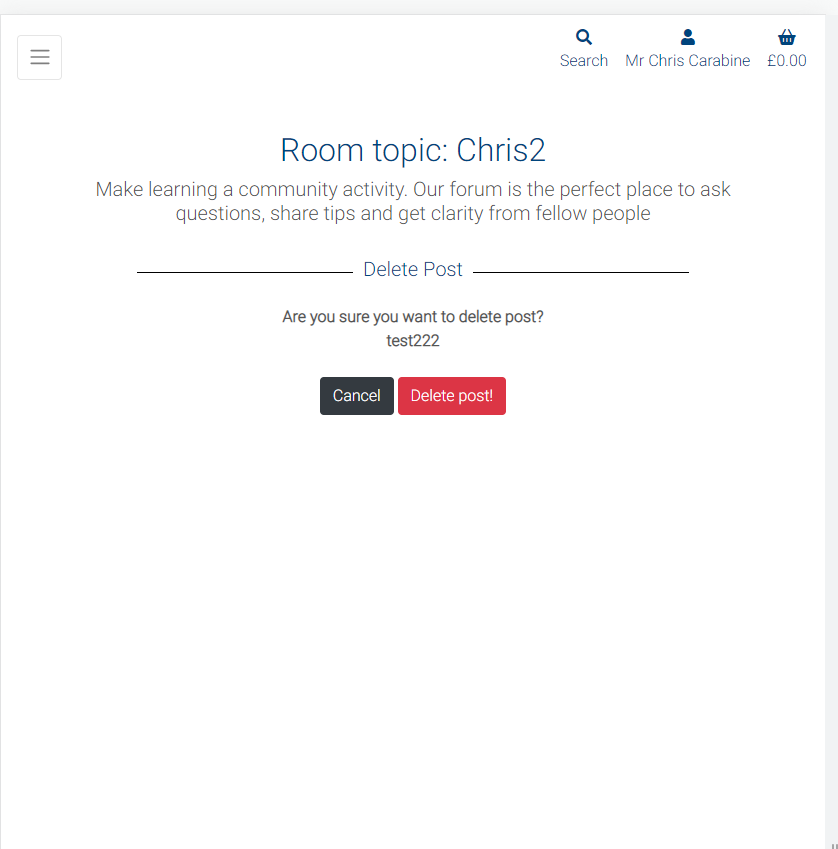 Search
Mr Chris Carabine
£0.00
Room topic: Chris2
Make learning a community activity. Our forum is the perfect place to ask
questions, share tips and get clarity from fellow people
Delete Post
Are you sure you want to delete post?
test222
Cancel
Delete post!